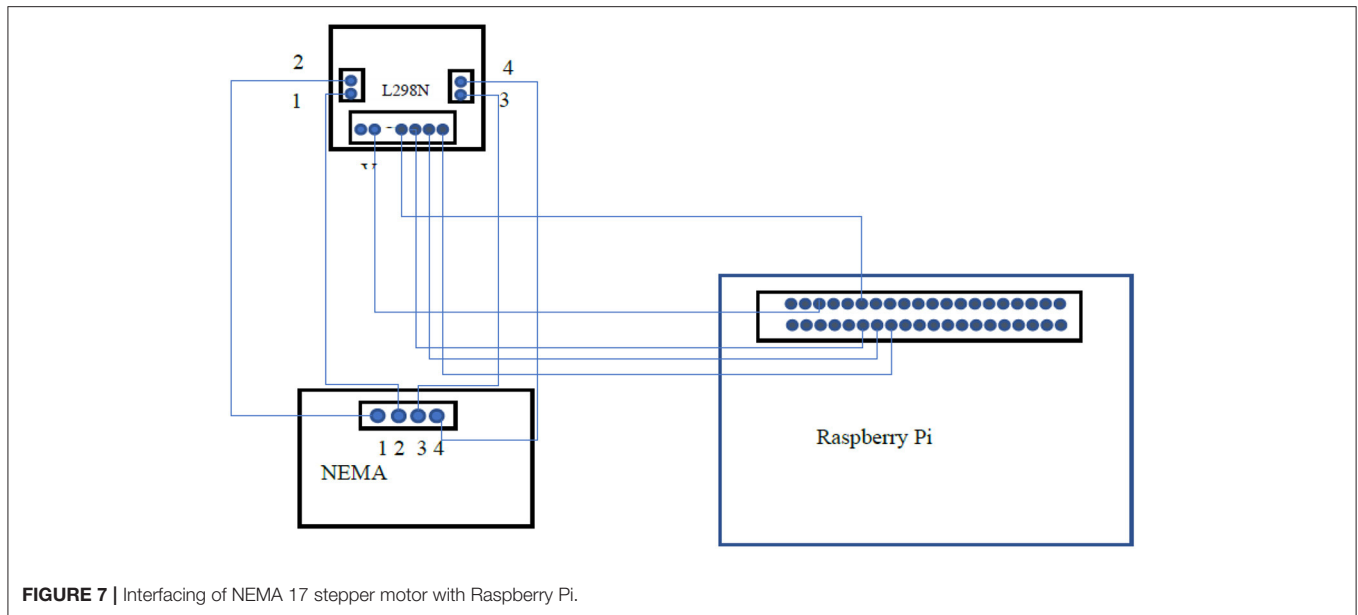 2
4
L298N
1
3
-
1 2 3 4
NEMA
Raspberry Pi
FIGURE 7 | Interfacing of NEMA 17 stepper motor with Raspberry Pi.